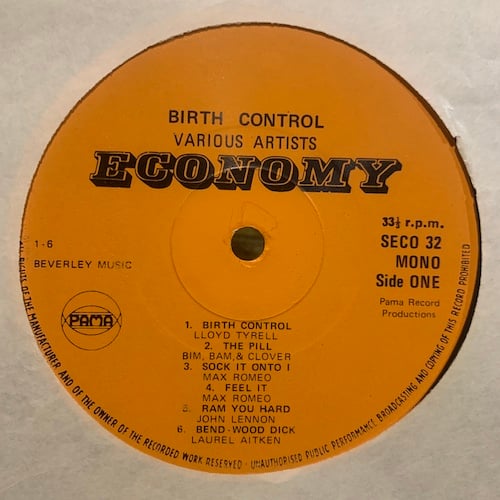 BIRTH CONTROL
VARIOUS ARTISTS
ECONOMY
33⅓ r.p.m.
SECO 32
MONO
Side ONE
Pama Record
Productions
1-6
BEVERLEY MUSIC
PAMA
1. BIRTH CONTROL
LLOYD TYRELL
2. THE PILL
BIM, BAM, & CLOVER
3. SOCK IT ONTO I
MAX ROMEO
4. FEEL IT
MAX ROMEO
5. RAM YOU HARD
JOHN LENNON
6. BEND-WOOD DICK
LAUREL AITKEN
ALL RIGHTS OF THE MANUFACTURER AND OF THE OWNER OF THE RECORDED WORK RESERVED - UNAUTHORISED PUBLIC PERFORMANCE BROADCASTING AND COPYING OF THIS RECORD PROHIBITED